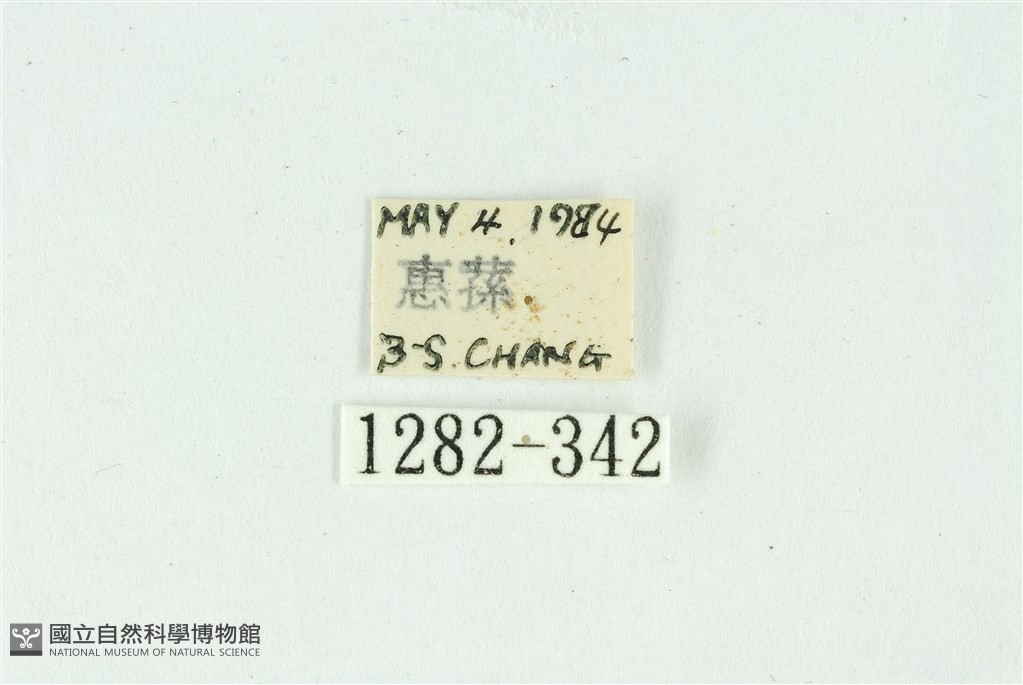 MAY 4. 1984
惠蓀
B-S. CHANG
1282-342
國立自然科學博物館
NATIONAL MUSEUM OF NATURAL SCIENCE